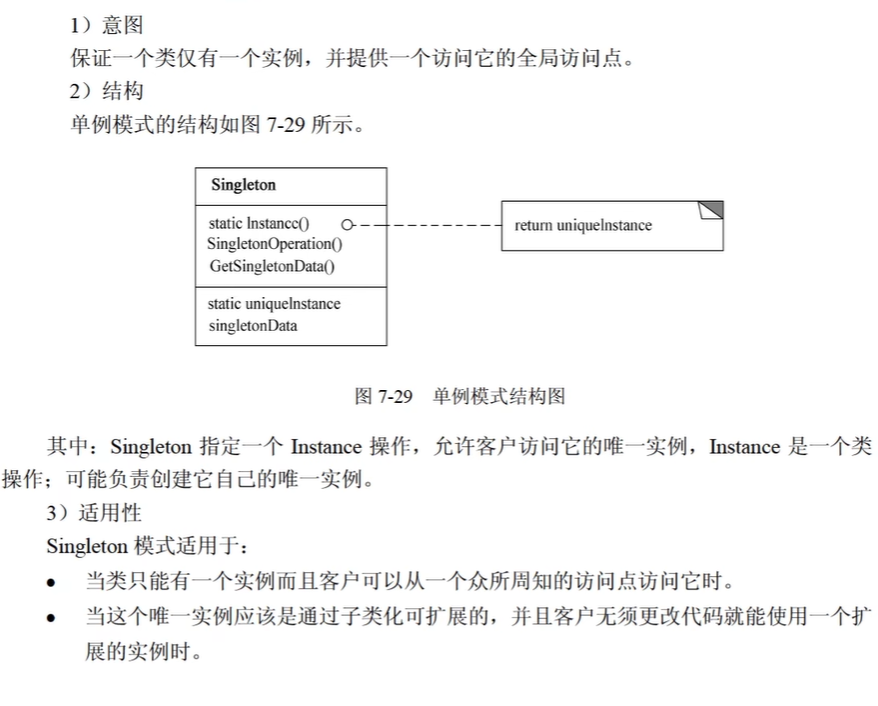 1）意图
保证一个类仅有一个实例，并提供一个访问它的全局访问点。
2）结构
单例模式的结构如图 7-29 所示。
Singleton
static Instance()
SingletonOperation()
GetSingletonData()
return uniqueInstance
static uniqueInstance
singletonData
图 7-29 单例模式结构图
其中：Singleton 指定一个 Instance 操作，允许客户访问它的唯一实例，Instance 是一个类
操作；可能负责创建它自己的唯一实例。
3）适用性
Singleton 模式适用于：
● 当类只能有一个实例而且客户可以从一个众所周知的访问点访问它时。
● 当这个唯一实例应该是通过子类化可扩展的，并且客户无须更改代码就能使用一个扩
展的实例时。